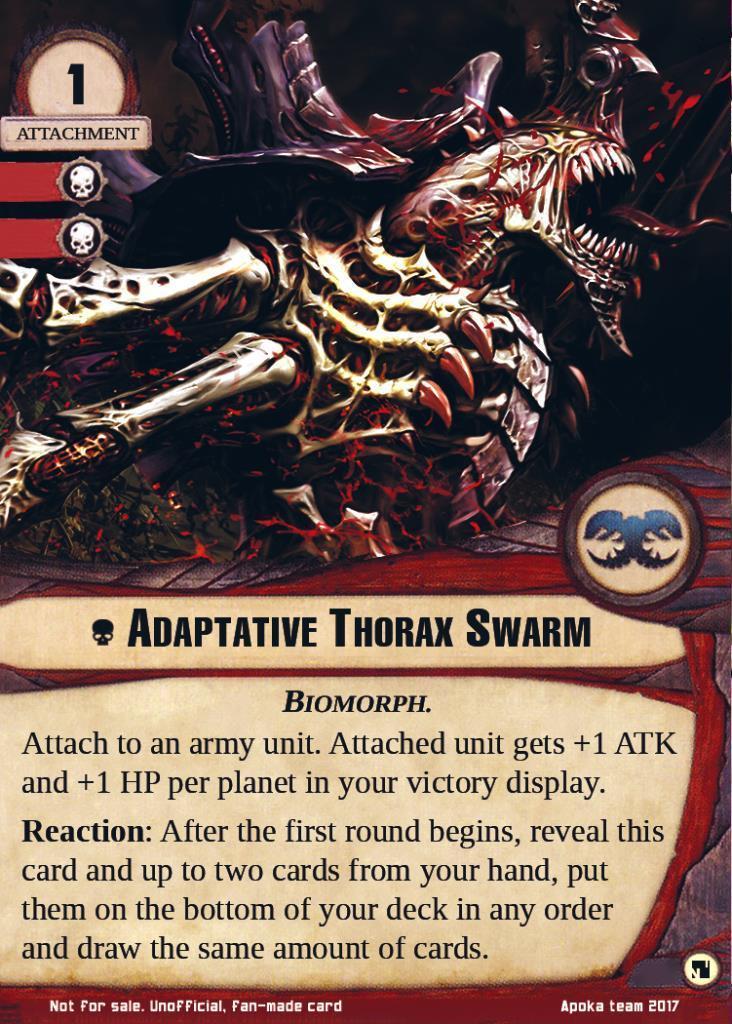 1
ATTACHMENT
ADAPTATIVE THORAX SWARM
BIOMORPH.
Attach to an army unit. Attached unit gets +1 ATK
and +1 HP per planet in your victory display.
Reaction: After the first round begins, reveal this
card and up to two cards from your hand, put
them on the bottom of your deck in any order
and draw the same amount of cards.
Not for sale. Unofficial, fan-made card
Apoka team 2017